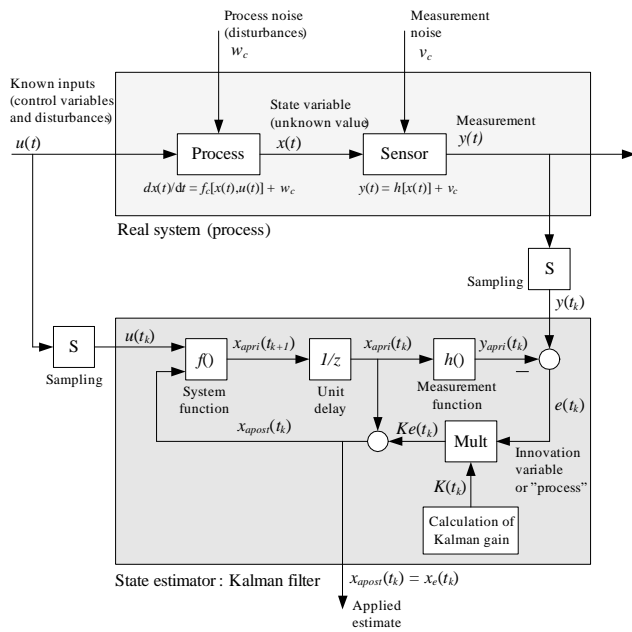 Process noise
(disturbances)
w_c
Measurement
noise
v_c
Known inputs
(control variables
and disturbances)
u(t)
State variable
(unknown value)
x(t)
Measurement
y(t)
Process
Sensor
dx(t)/dt = f_c[x(t),u(t)] + w_c
y(t) = h[x(t)] + v_c
Real system (process)
Sampling
S
y(t_k)
S
Sampling
u(t_k)
f()
System
function
x_apri(t_k+1)
1/z
Unit
delay
x_apri(t_k)
h()
Measurement
function
y_apri(t_k)
–
e(t_k)
x_apost(t_k)
Ke(t_k)
Mult
Innovation
variable
or ”process”
K(t_k)
Calculation of
Kalman gain
State estimator: Kalman filter
x_apost(t_k) = x_e(t_k)
Applied
estimate